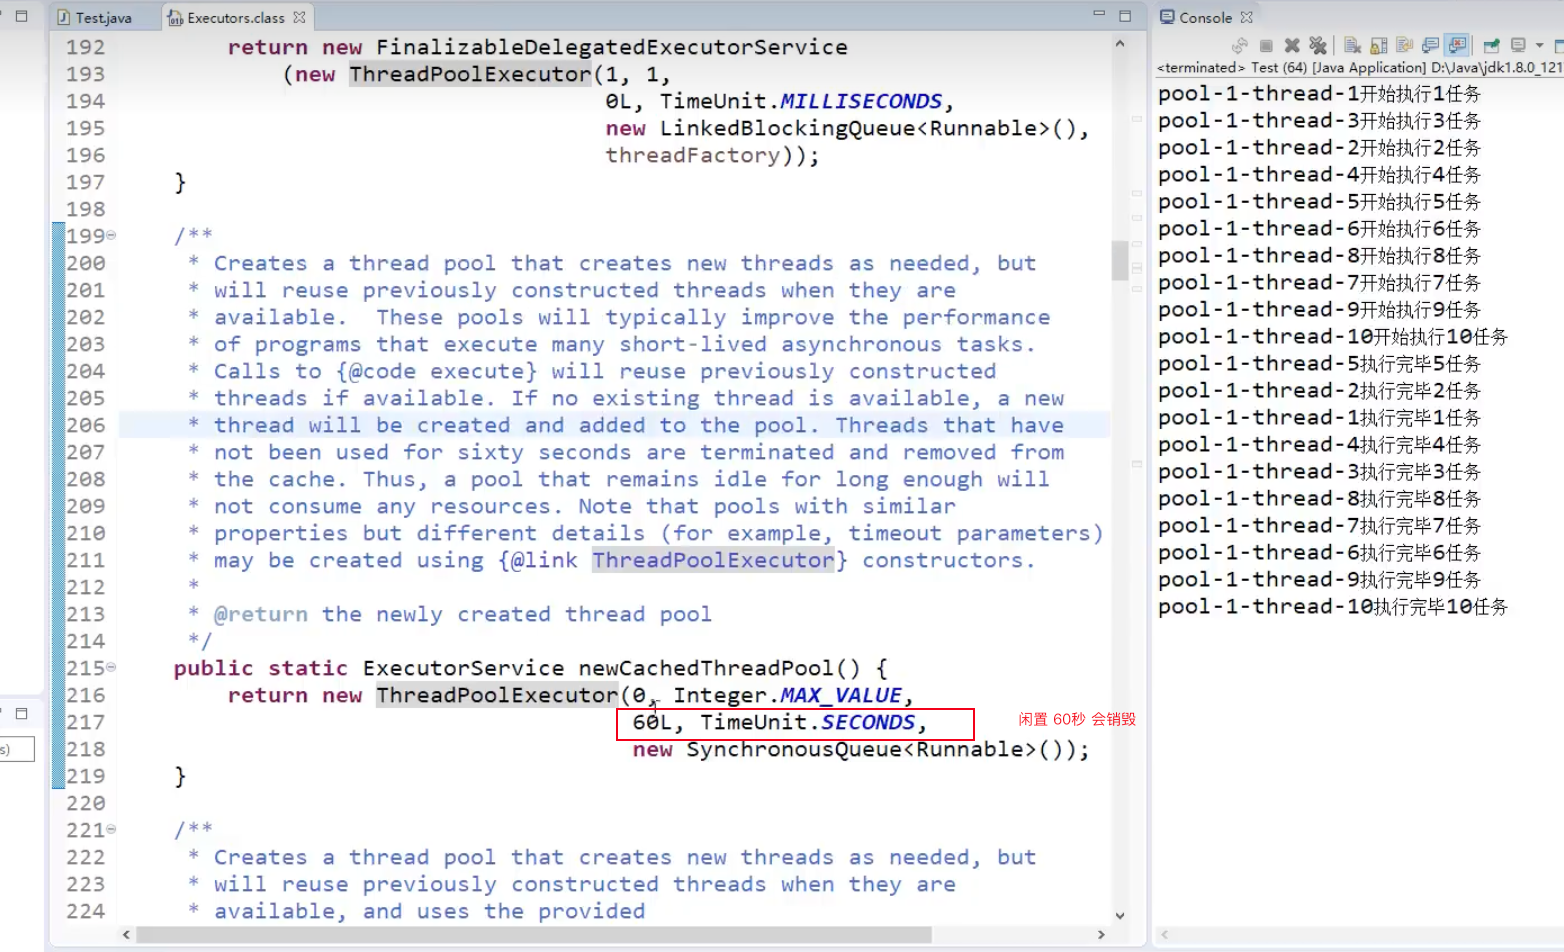 Test.java
Executors.class
192 return new FinalizableDelegatedExecutorService
193 (new ThreadPoolExecutor(1, 1,
194 0L, TimeUnit.MILLISECONDS,
195 new LinkedBlockingQueue<Runnable>(),
196 threadFactory));
197 }
198
199 /**
200 * Creates a thread pool that creates new threads as needed, but
201 * will reuse previously constructed threads when they are
202 * available.  These pools will typically improve the performance
203 * of programs that execute many short-lived asynchronous tasks.
204 * Calls to {@code execute} will reuse previously constructed
205 * threads if available. If no existing thread is available, a new
206 * thread will be created and added to the pool. Threads that have
207 * not been used for sixty seconds are terminated and removed from
208 * the cache. Thus, a pool that remains idle for long enough will
209 * not consume any resources. Note that pools with similar
210 * properties but different details (for example, timeout parameters)
211 * may be created using {@link ThreadPoolExecutor} constructors.
212 *
213 * @return the newly created thread pool
214 */
215 public static ExecutorService newCachedThreadPool() {
216 return new ThreadPoolExecutor(0, Integer.MAX_VALUE,
217 60L, TimeUnit.SECONDS,
闲置 60秒 会销毁
218 new SynchronousQueue<Runnable>());
219 }
220
221 /**
222 * Creates a thread pool that creates new threads as needed, but
223 * will reuse previously constructed threads when they are
224 * available, and uses the provided
s)
Console
<terminated> Test (64) [Java Application] D:\Java\jdk1.8.0_121
pool-1-thread-1开始执行1任务
pool-1-thread-3开始执行3任务
pool-1-thread-2开始执行2任务
pool-1-thread-4开始执行4任务
pool-1-thread-5开始执行5任务
pool-1-thread-6开始执行6任务
pool-1-thread-8开始执行8任务
pool-1-thread-7开始执行7任务
pool-1-thread-9开始执行9任务
pool-1-thread-10开始执行10任务
pool-1-thread-5执行完毕5任务
pool-1-thread-2执行完毕2任务
pool-1-thread-1执行完毕1任务
pool-1-thread-4执行完毕4任务
pool-1-thread-3执行完毕3任务
pool-1-thread-8执行完毕8任务
pool-1-thread-7执行完毕7任务
pool-1-thread-6执行完毕6任务
pool-1-thread-9执行完毕9任务
pool-1-thread-10执行完毕10任务